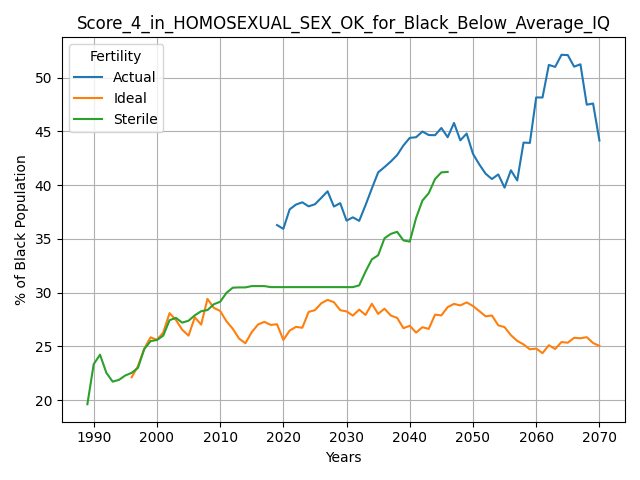 Score_4_in_HOMOSEXUAL_SEX_OK_for_Black_Below_Average_IQ
Fertility
Actual
Ideal
Sterile
% of Black Population
50
45
40
35
30
25
20
1990 2000 2010 2020 2030 2040 2050 2060 2070
Years